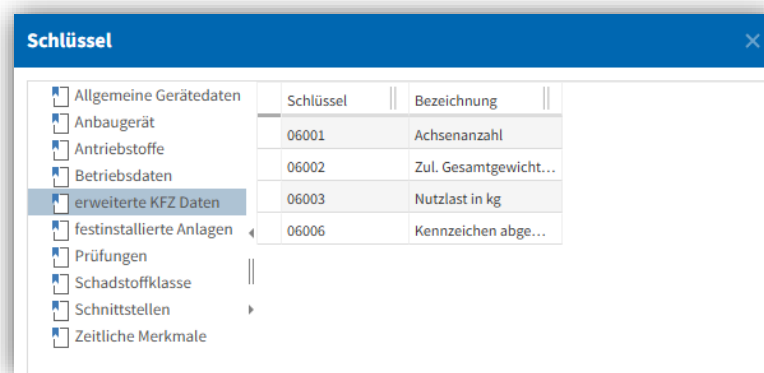 Schlüssel
Allgemeine Gerätedaten
Anbaugerät
Antriebstoffe
Betriebsdaten
erweiterte KFZ Daten
festinstallierte Anlagen
Prüfungen
Schadstoffklasse
Schnittstellen
Zeitliche Merkmale
Schlüssel Bezeichnung
06001 Achsenanzahl
06002 Zul. Gesamtgewicht...
06003 Nutzlast in kg
06006 Kennzeichen abge...